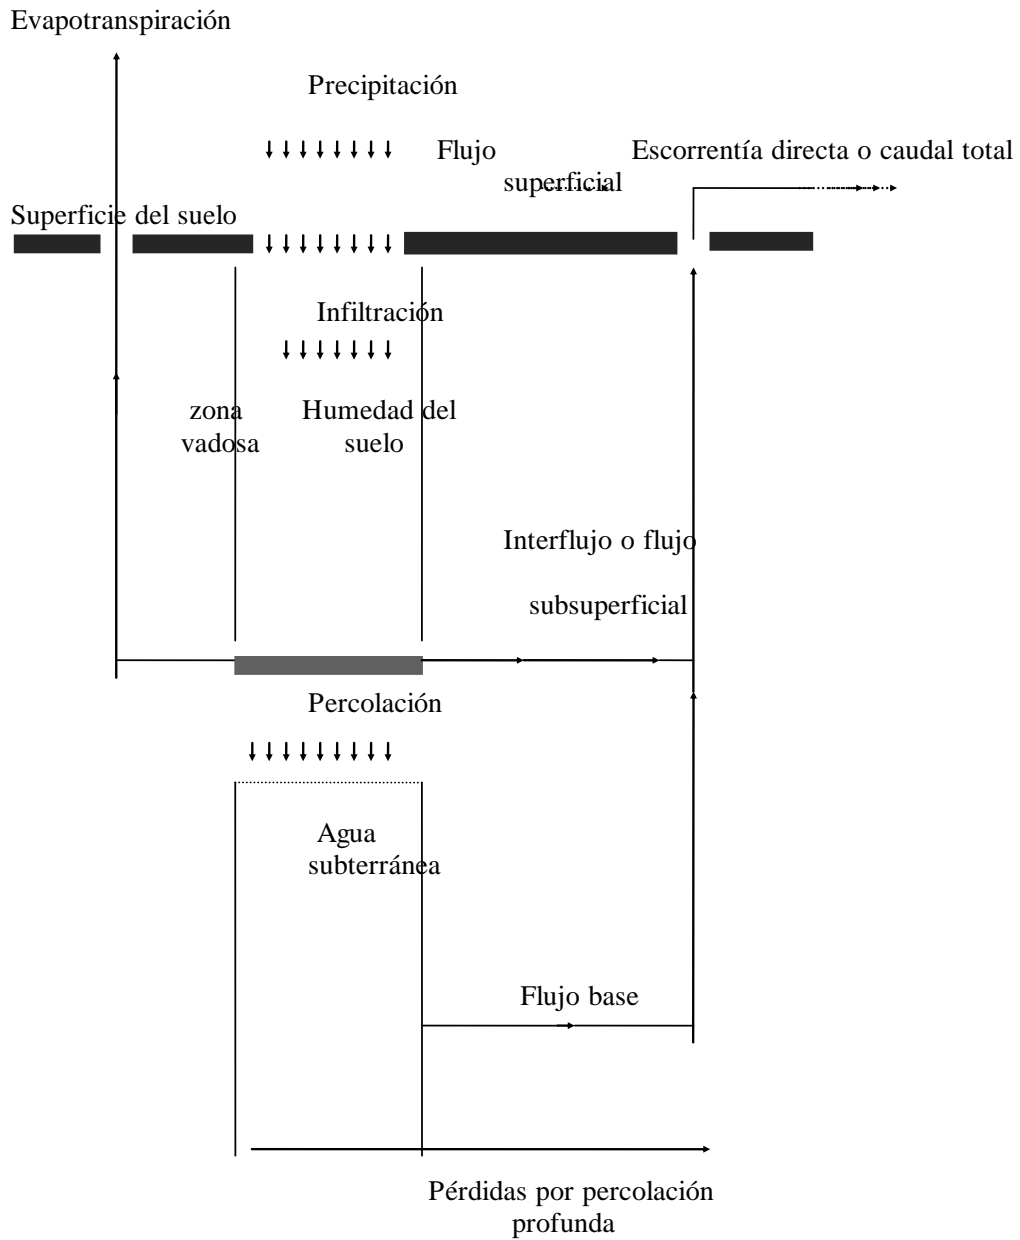 Evapotranspiración
Precipitación
Flujo
superficial
Escorrentía directa o caudal total
Superficie del suelo
Infiltración
zona
vadosa
Humedad del
suelo
Interflujo o flujo
subsuperficial
Percolación
Agua
subterránea
Flujo base
Pérdidas por percolación
profunda